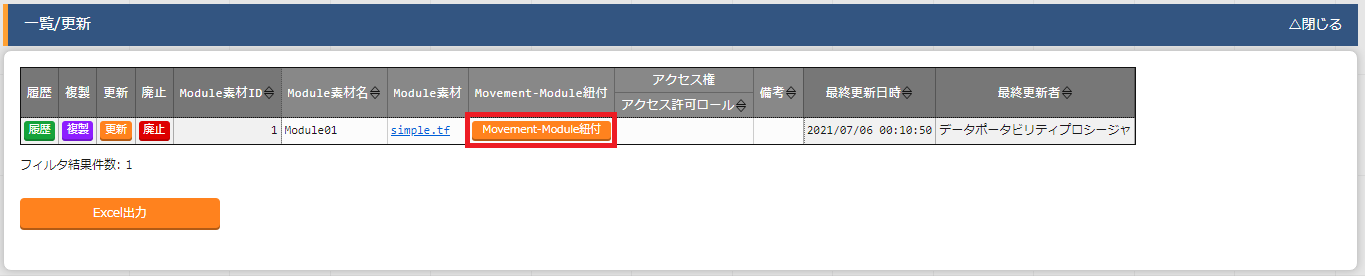 一覧/更新
△閉じる
履歴 複製 更新 廃止 Module素材ID Module素材名 Module素材 Movement-Module紐付 アクセス権 備考 最終更新日時 最終更新者
アクセス許可ロール
履歴 複製 更新 廃止 1 Module01 simple.tf Movement-Module紐付 2021/07/06 00:10:50 データポータビリティプロシージャ
フィルタ結果件数: 1
Excel出力